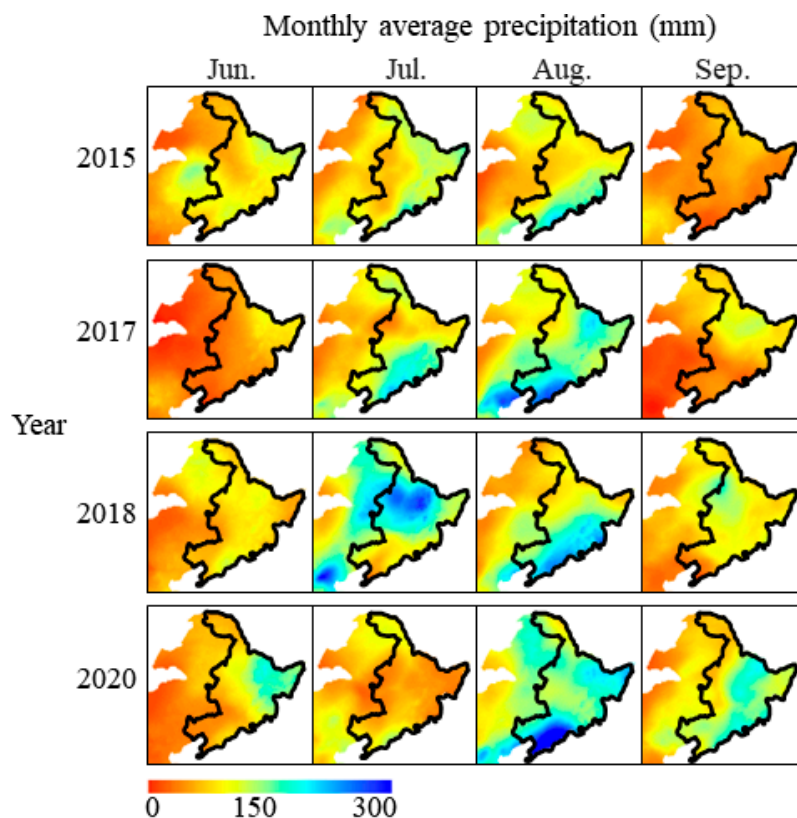 Monthly average precipitation (mm)
Jun. Jul. Aug. Sep.
2015
2017
Year
2018
2020
0 150 300